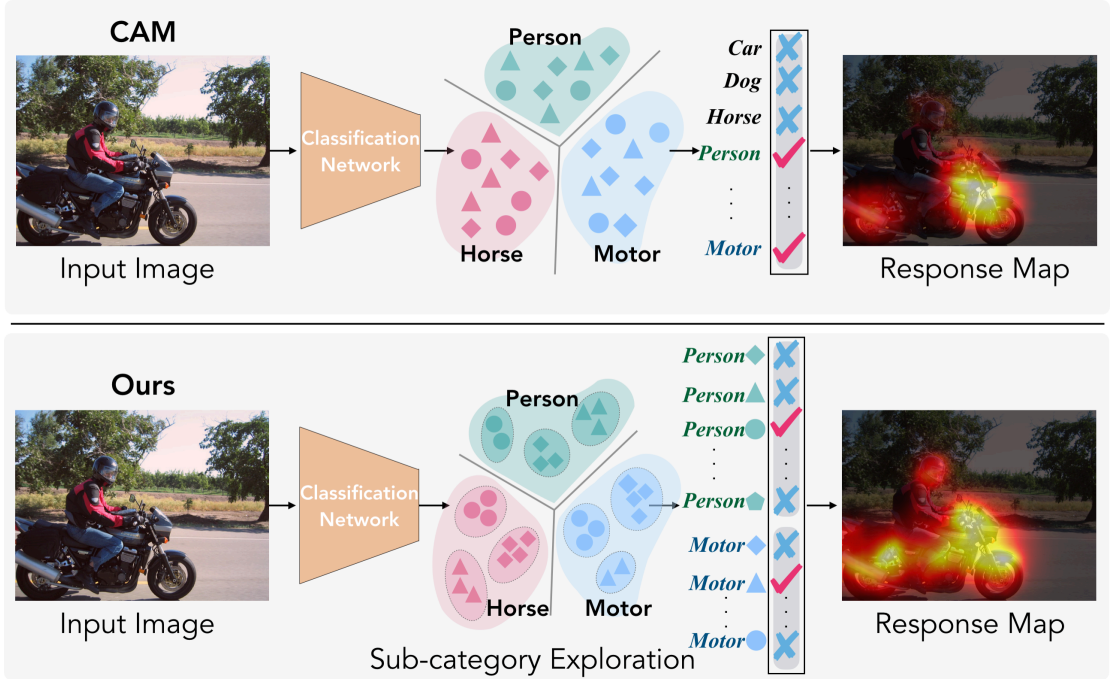 CAM
Input Image
Classification
Network
Person
Horse
Motor
Car
Dog
Horse
Person
Motor
Response Map
Ours
Input Image
Classification
Network
Person
Horse
Motor
Sub-category Exploration
Person
Person
Person
Person
Motor
Motor
Motor
Response Map